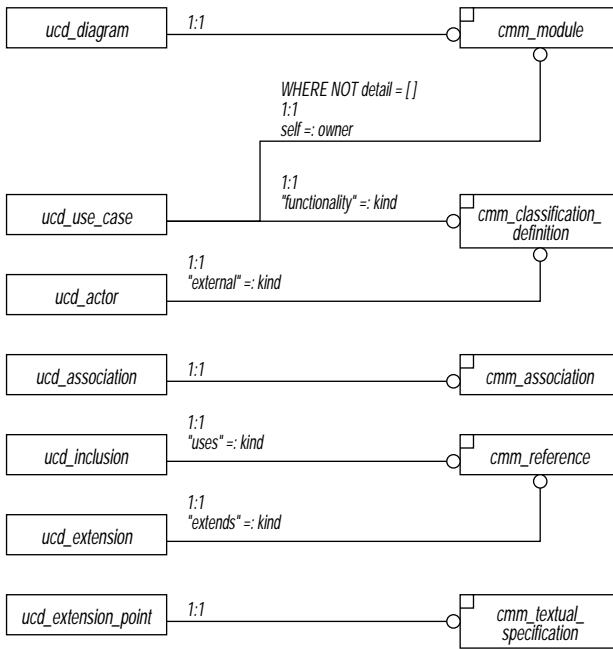 ucd_diagram
1:1
cmm_module
WHERE NOT detail = [ ]
1:1
self =: owner
1:1
"functionality" =: kind
ucd_use_case
cmm_classification_
definition
1:1
"external" =: kind
ucd_actor
ucd_association
1:1
cmm_association
1:1
"uses" =: kind
ucd_inclusion
cmm_reference
1:1
"extends" =: kind
ucd_extension
ucd_extension_point
1:1
cmm_textual_
specification